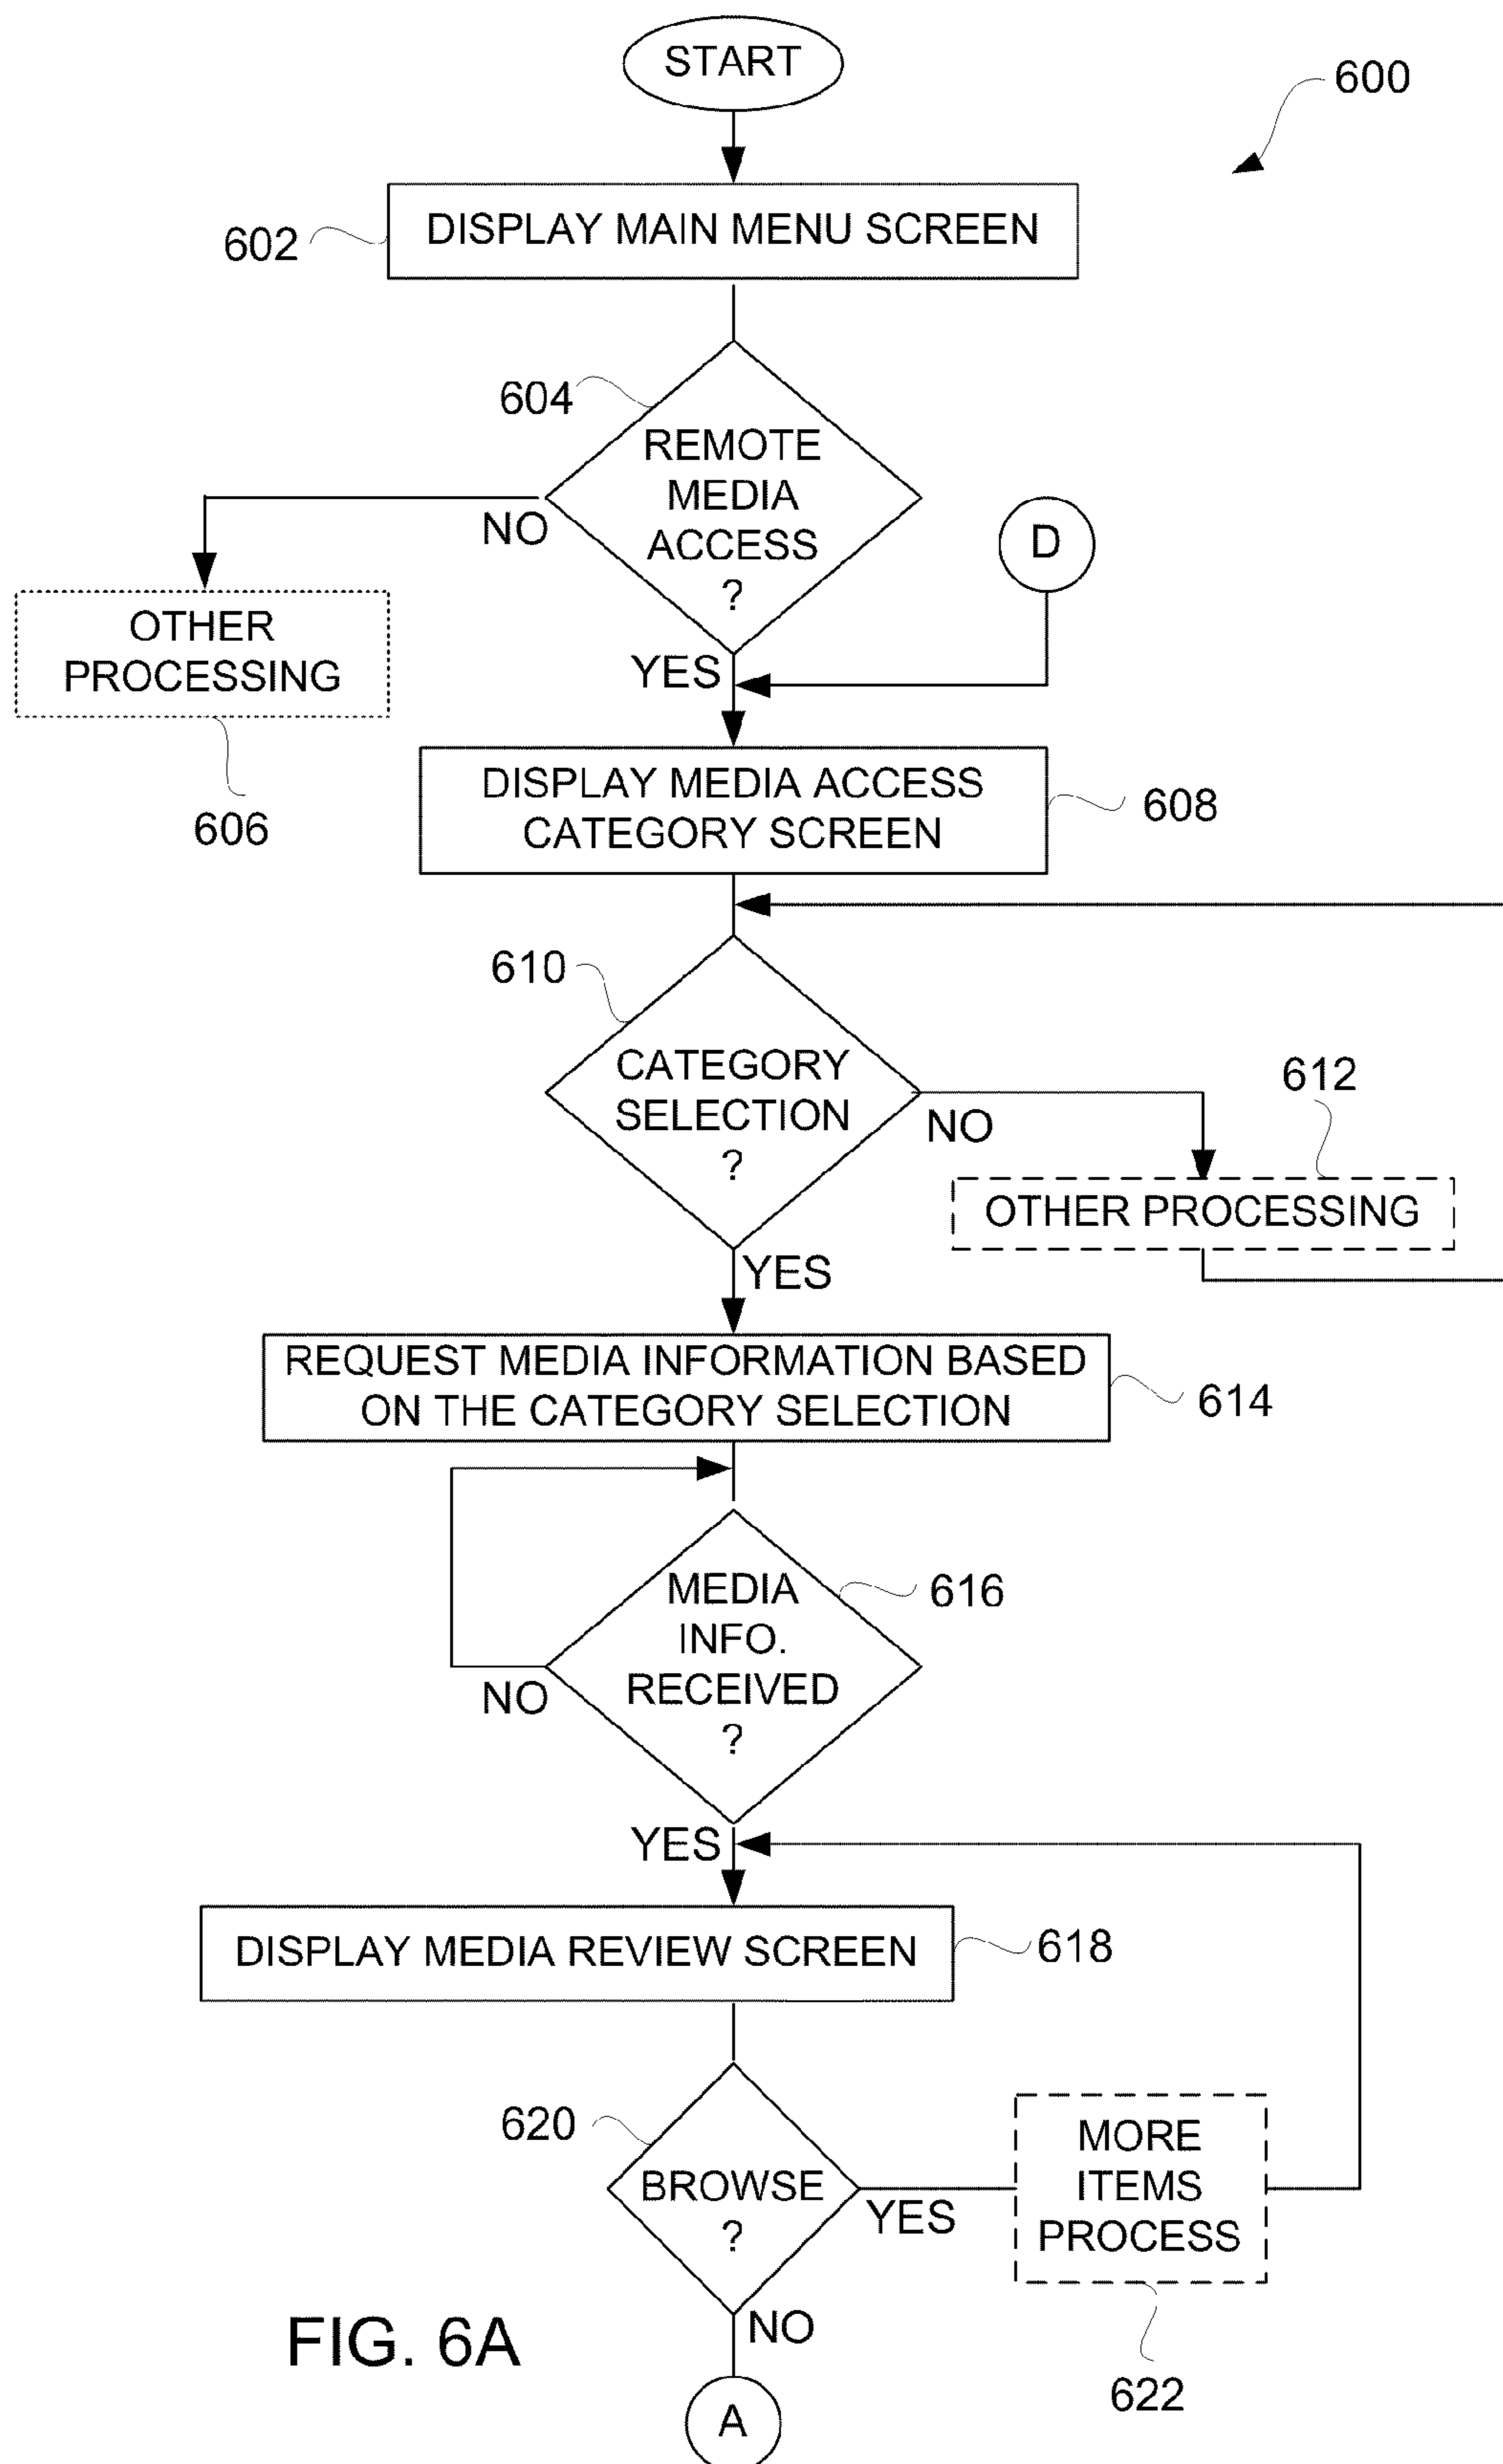 START
600
602
DISPLAY MAIN MENU SCREEN
604
REMOTE
MEDIA
ACCESS
?
NO
D
OTHER
PROCESSING
YES
606
DISPLAY MEDIA ACCESS
CATEGORY SCREEN
608
610
CATEGORY
SELECTION
?
NO
612
OTHER PROCESSING
YES
REQUEST MEDIA INFORMATION BASED
ON THE CATEGORY SELECTION
614
MEDIA
INFO.
RECEIVED
?
616
NO
YES
DISPLAY MEDIA REVIEW SCREEN
618
620
BROWSE
?
YES
MORE
ITEMS
PROCESS
NO
622
FIG. 6A
A